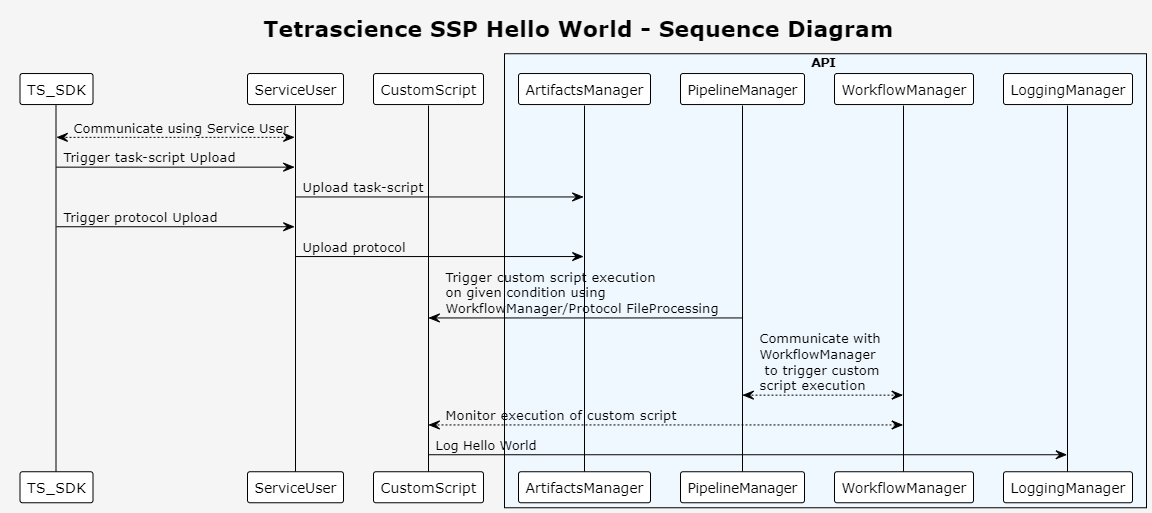 Tetrascience SSP Hello World - Sequence Diagram
API
TS_SDK
ServiceUser
CustomScript
ArtifactsManager
PipelineManager
WorkflowManager
LoggingManager
Communicate using Service User
Trigger task-script Upload
Upload task-script
Trigger protocol Upload
Upload protocol
Trigger custom script execution
on given condition using
WorkflowManager/Protocol FileProcessing
Communicate with
WorkflowManager
to trigger custom
script execution
Monitor execution of custom script
Log Hello World
TS_SDK
ServiceUser
CustomScript
ArtifactsManager
PipelineManager
WorkflowManager
LoggingManager